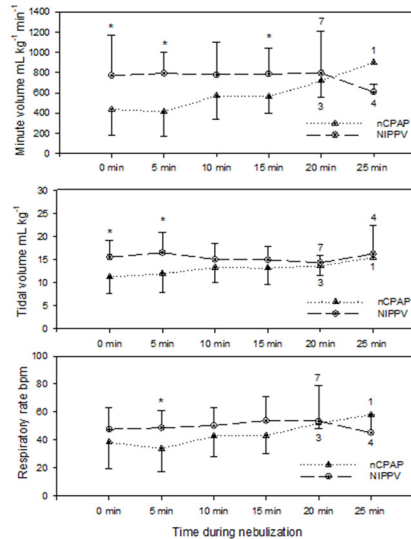 1400
1200
1000
800
600
400
200
0
Minute volume mL kg⁻¹ min⁻¹
* * * 7 1
3 4
nCPAP
NIPPV
0 min 5 min 10 min 15 min 20 min 25 min
30
25
20
15
10
5
0
Tidal volume mL kg⁻¹
* * 7 4
3 1
nCPAP
NIPPV
0 min 5 min 10 min 15 min 20 min 25 min
100
80
60
40
20
0
Respiratory rate bpm
* 7 1
3 4
nCPAP
NIPPV
0 min 5 min 10 min 15 min 20 min 25 min
Time during nebulization